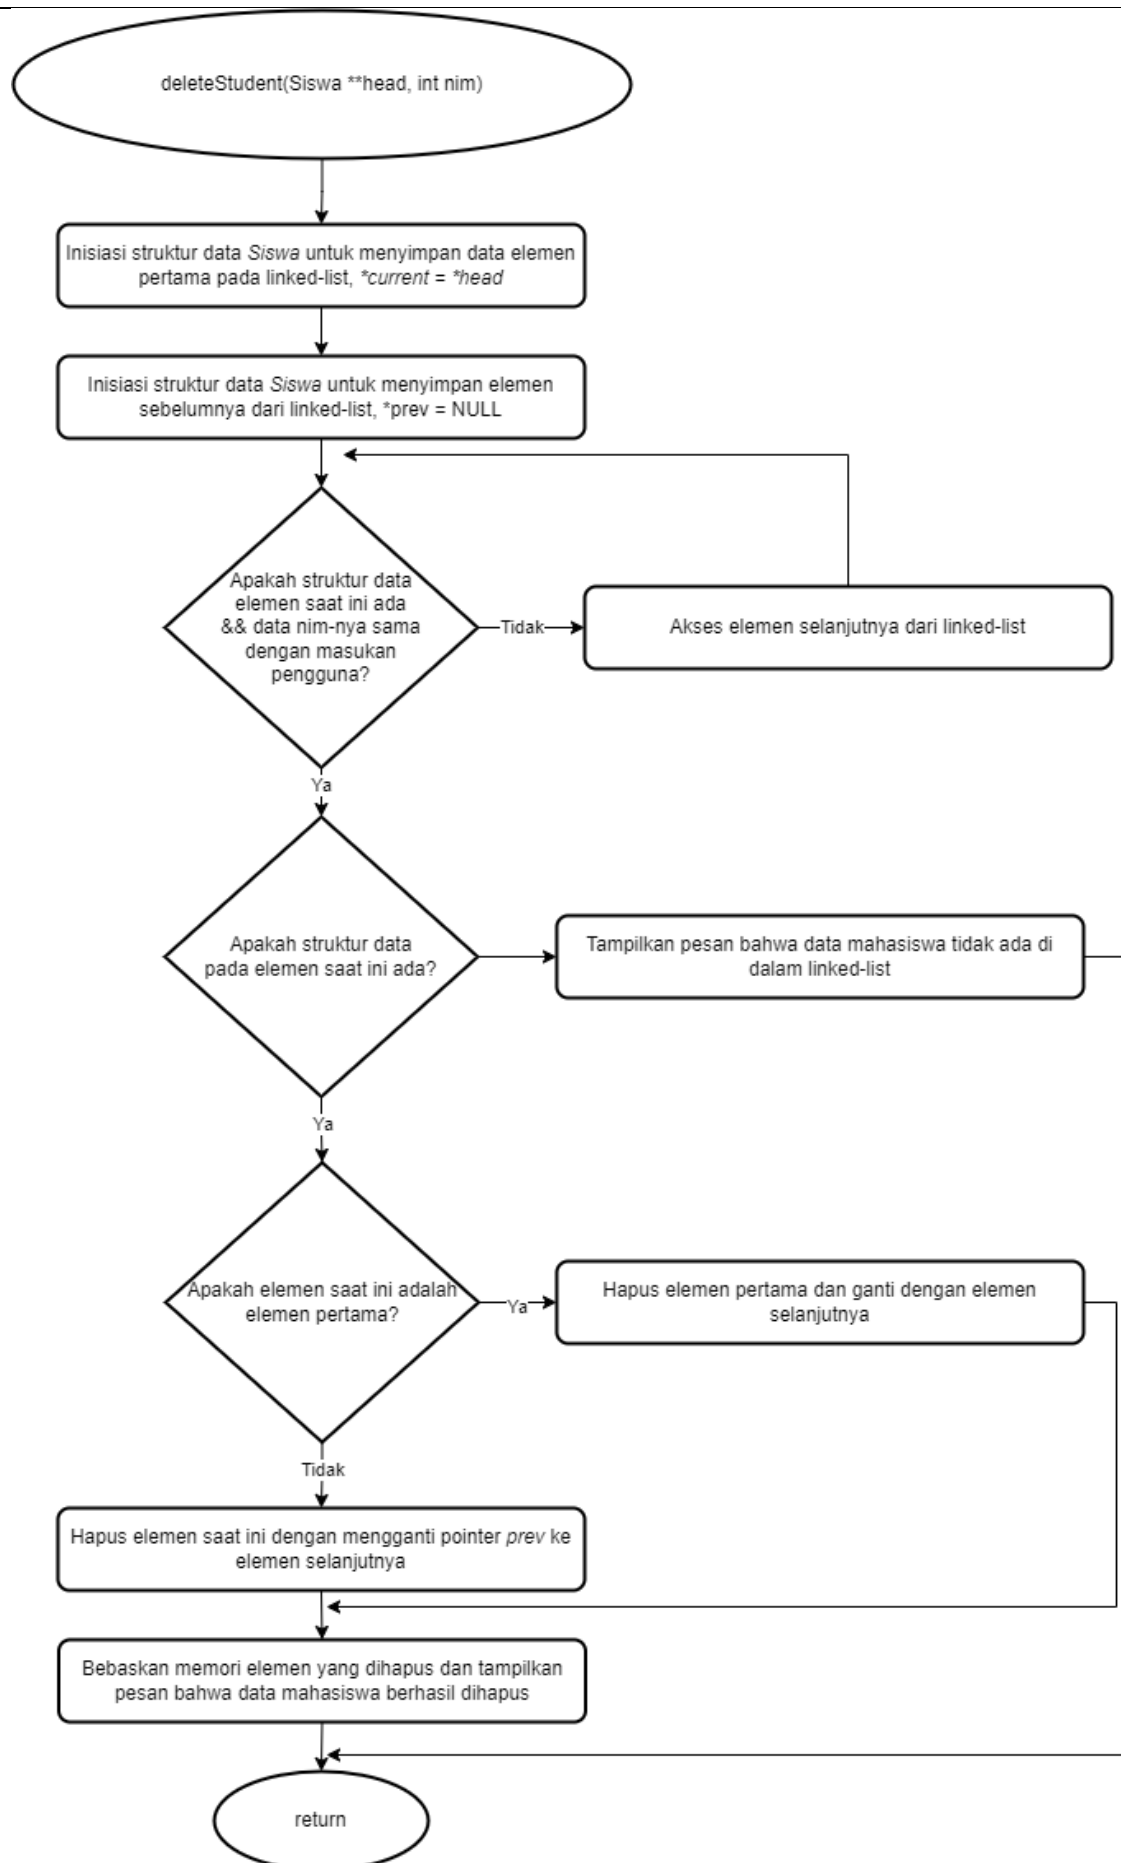 deleteStudent(Siswa **head, int nim)
Inisiasi struktur data Siswa untuk menyimpan data elemen
pertama pada linked-list, *current = *head
Inisiasi struktur data Siswa untuk menyimpan elemen
sebelumnya dari linked-list, *prev = NULL
Apakah struktur data
elemen saat ini ada
&& data nim-nya sama
dengan masukan
pengguna?
Tidak
Akses elemen selanjutnya dari linked-list
Ya
Apakah struktur data
pada elemen saat ini ada?
Tampilkan pesan bahwa data mahasiswa tidak ada di
dalam linked-list
Ya
Apakah elemen saat ini adalah
elemen pertama?
Ya
Hapus elemen pertama dan ganti dengan elemen
selanjutnya
Tidak
Hapus elemen saat ini dengan mengganti pointer prev ke
elemen selanjutnya
Bebaskan memori elemen yang dihapus dan tampilkan
pesan bahwa data mahasiswa berhasil dihapus
return